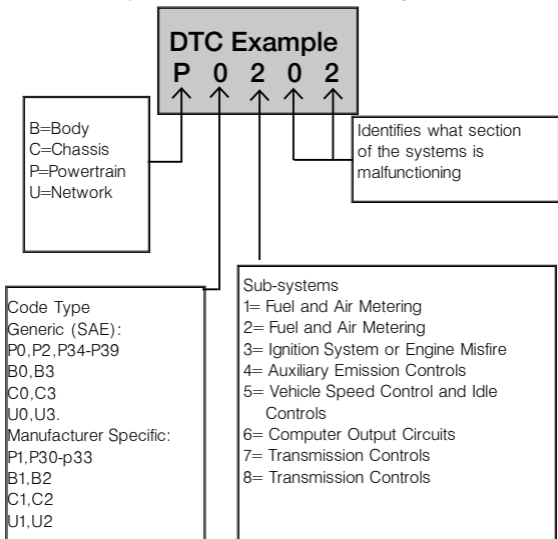 DTC Example
P 0 2 0 2
B=Body
C=Chassis
P=Powertrain
U=Network
Identifies what section
of the systems is
malfunctioning
Code Type
Generic (SAE):
P0,P2,P34-P39
B0,B3
C0,C3
U0,U3.
Manufacturer Specific:
P1,P30-p33
B1,B2
C1,C2
U1,U2
Sub-systems
1= Fuel and Air Metering
2= Fuel and Air Metering
3= Ignition System or Engine Misfire
4= Auxiliary Emission Controls
5= Vehicle Speed Control and Idle
Controls
6= Computer Output Circuits
7= Transmission Controls
8= Transmission Controls